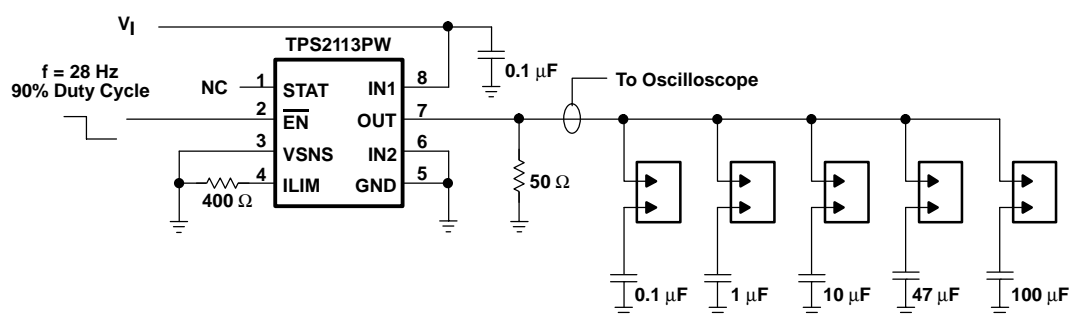 VI
TPS2113PW
0.1 µF
f = 28 Hz
90% Duty Cycle
NC
1
STAT
IN1
8
To Oscilloscope
2
EN
OUT
7
3
VSNS
IN2
6
400 Ω
4
ILIM
GND
5
50 Ω
0.1 µF
1 µF
10 µF
47 µF
100 µF